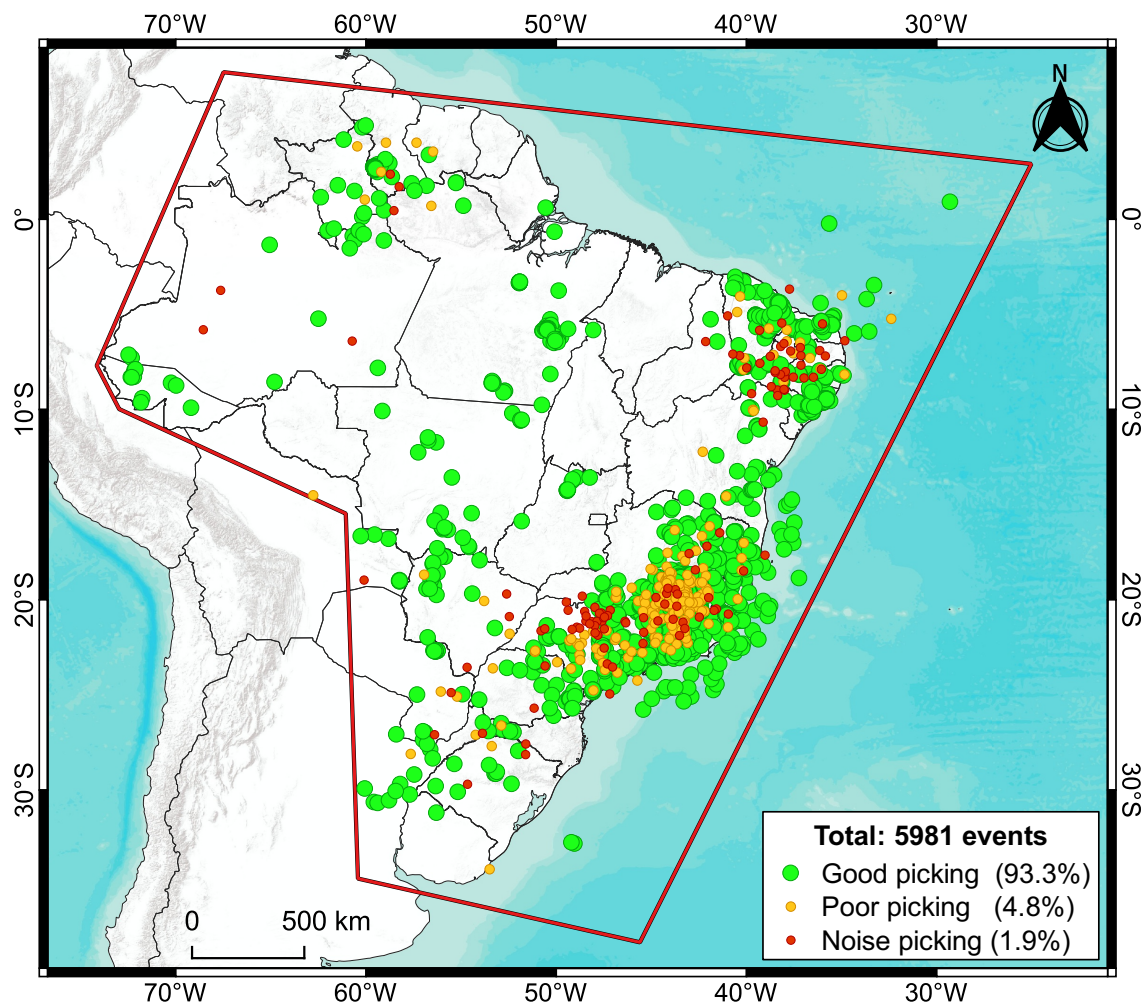 70°W 60°W 50°W 40°W 30°W
N
0° 0°
10°S 10°S
20°S 20°S
30°S 30°S
Total: 5981 events
Good picking (93.3%)
Poor picking (4.8%)
Noise picking (1.9%)
0 500 km
70°W 60°W 50°W 40°W 30°W